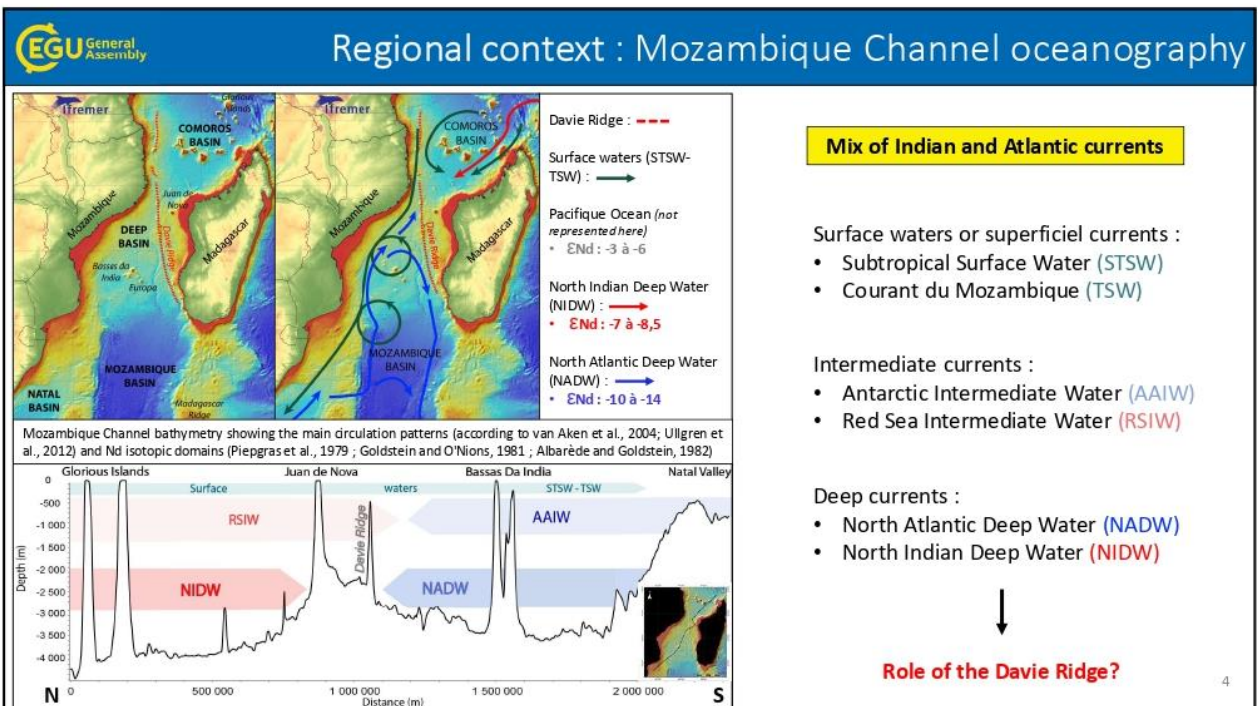 EGU General Assembly
Regional context : Mozambique Channel oceanography
Ifremer
COMOROS
BASIN
Juan de
Nova
Mozambique
DEEP
BASIN
Davie Ridge
Madagascar
Bassas da
India
Europa
MOZAMBIQUE
BASIN
NATAL
BASIN
Madagascar
Ridge
Ifremer
COMOROS
BASIN
Mozambique
Davie Ridge
Madagascar
MOZAMBIQUE
BASIN
Davie Ridge :
Surface waters (STSW-
TSW) :
Pacifique Ocean (not
represented here)
• ƐNd : -3 à -6
North Indian Deep Water
(NIDW) :
• ƐNd : -7 à -8,5
North Atlantic Deep Water
(NADW) :
• ƐNd : -10 à -14
Mozambique Channel bathymetry showing the main circulation patterns (according to van Aken et al., 2004; Ullgren et
al., 2012) and Nd isotopic domains (Piepgras et al., 1979 ; Goldstein and O'Nions, 1981 ; Albarède and Goldstein, 1982)
Glorious Islands Juan de Nova Bassas Da India Natal Valley
Surface waters STSW - TSW
RSIW
AAIW
Davie Ridge
NIDW
NADW
Depth (m)
0
-500
-1 000
-1 500
-2 000
-2 500
-3 000
-3 500
-4 000
0 500 000 1 000 000 1 500 000 2 000 000
N
Distance (m)
S
Mix of Indian and Atlantic currents
Surface waters or superficiel currents :
• Subtropical Surface Water (STSW)
• Courant du Mozambique (TSW)
Intermediate currents :
• Antarctic Intermediate Water (AAIW)
• Red Sea Intermediate Water (RSIW)
Deep currents :
• North Atlantic Deep Water (NADW)
• North Indian Deep Water (NIDW)
Role of the Davie Ridge?
4